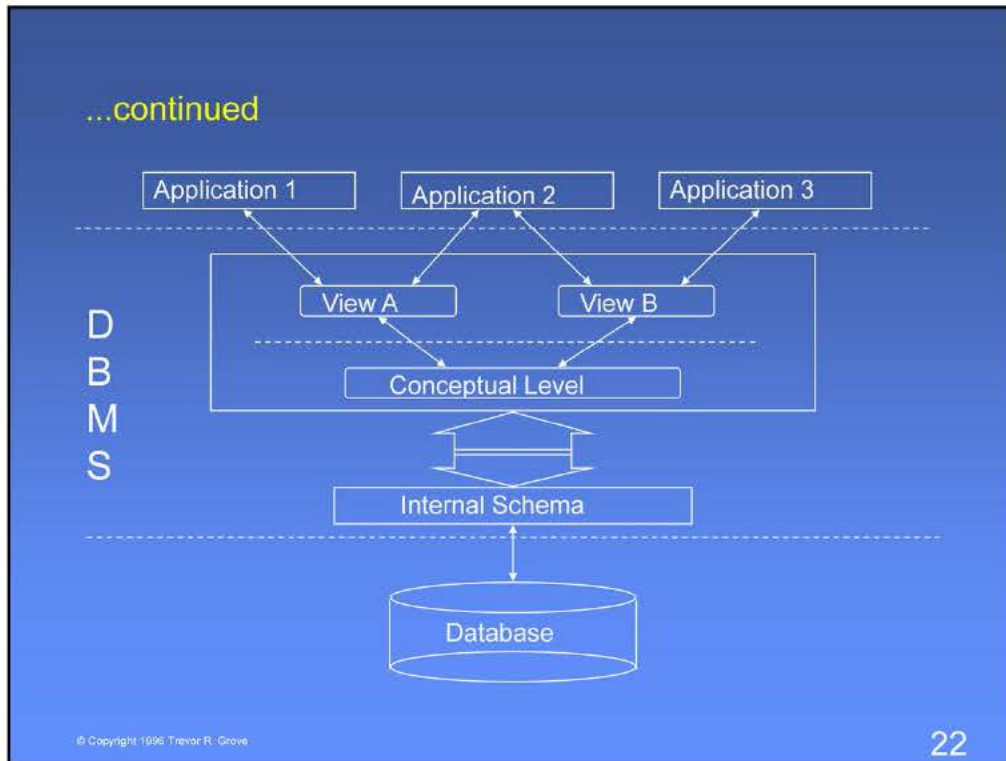 ...continued
Application 1
Application 2
Application 3
View A
View B
D
B
M
S
Conceptual Level
Internal Schema
Database
© Copyright 1996 Trevor R. Grove
22